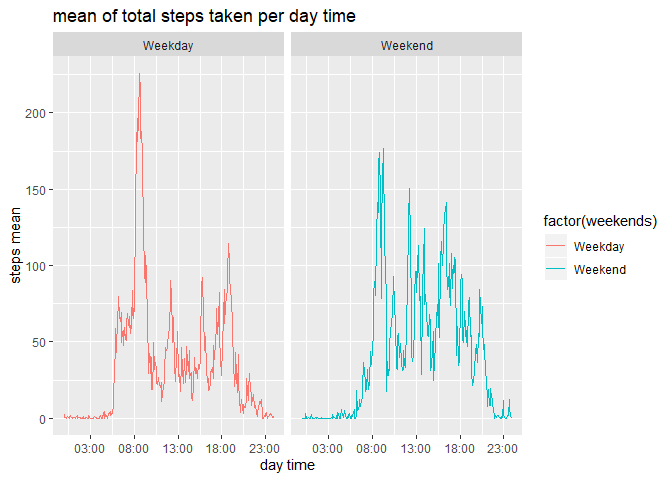 mean of total steps taken per day time
Weekday
Weekend
200
150
100
50
0
steps mean
03:00 08:00 13:00 18:00 23:00
03:00 08:00 13:00 18:00 23:00
day time
factor(weekends)
Weekday
Weekend